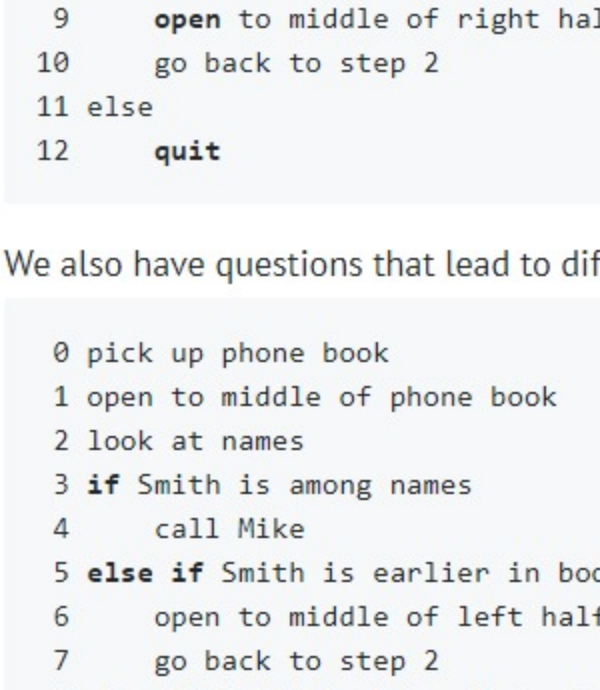 9 open to middle of right
10 go back to step 2
11 else
12 quit
We also have questions that lead to
0 pick up phone book
1 open to middle of phone book
2 look at names
3 if Smith is among names
4 call Mike
5 else if Smith is earlier in
6 open to middle of left half
7 go back to step 2